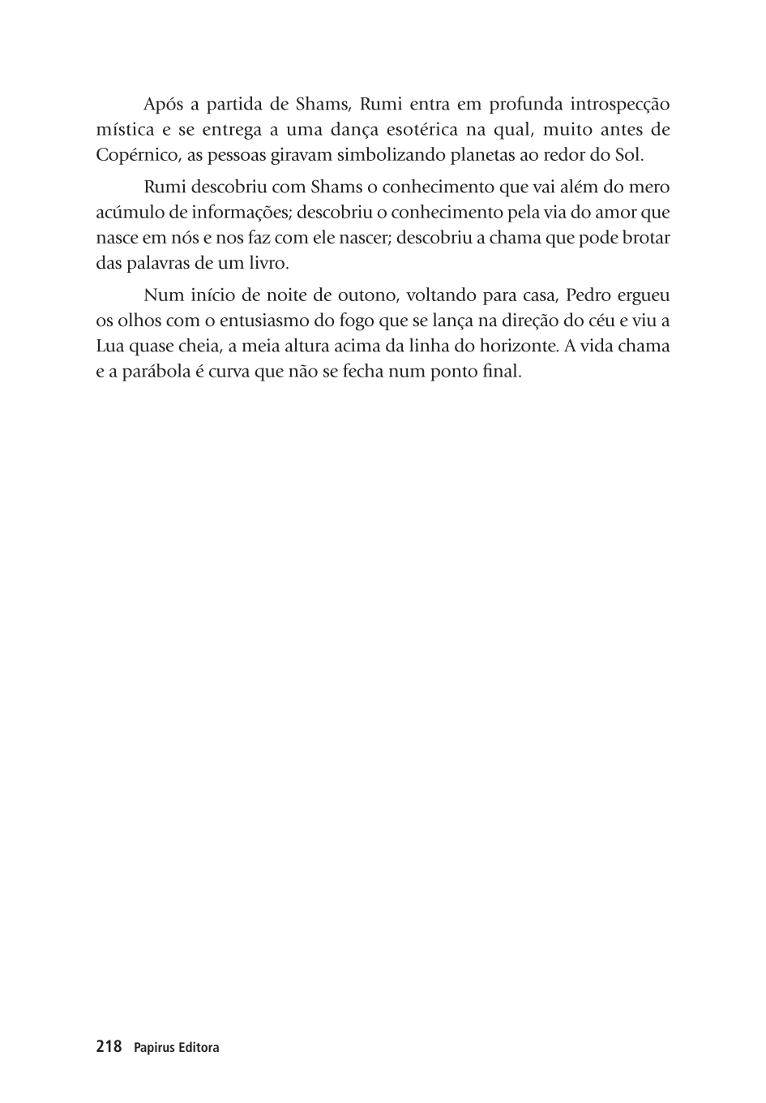 Após a partida de Shams, Rumi entra em profunda introspecção
mística e se entrega a uma dança esotérica na qual, muito antes de
Copérnico, as pessoas giravam simbolizando planetas ao redor do Sol.
Rumi descobriu com Shams o conhecimento que vai além do mero
acúmulo de informações; descobriu o conhecimento pela via do amor que
nasce em nós e nos faz com ele nascer; descobriu a chama que pode brotar
das palavras de um livro.
Num início de noite de outono, voltando para casa, Pedro ergueu
os olhos com o entusiasmo do fogo que se lança na direção do céu e viu a
Lua quase cheia, a meia altura acima da linha do horizonte. A vida chama
e a parábola é curva que não se fecha num ponto final.
218 Papirus Editora